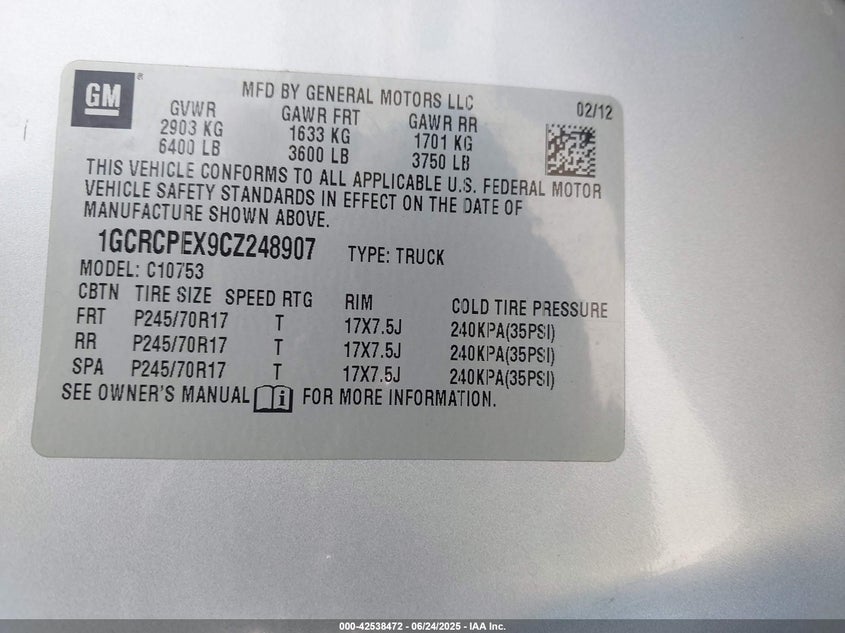 GM ®
MFD BY GENERAL MOTORS LLC 02/12
GVWR GAWR FRT GAWR RR
2903 KG 1633 KG 1701 KG
6400 LB 3600 LB 3750 LB
THIS VEHICLE CONFORMS TO ALL APPLICABLE U.S. FEDERAL MOTOR
VEHICLE SAFETY STANDARDS IN EFFECT ON THE DATE OF
MANUFACTURE SHOWN ABOVE.
1GCRCPEX9CZ248907 TYPE: TRUCK
MODEL: C10753
CBTN TIRE SIZE SPEED RTG RIM COLD TIRE PRESSURE
FRT P245/70R17 T 17X7.5J 240KPA(35PSI)
RR P245/70R17 T 17X7.5J 240KPA(35PSI)
SPA P245/70R17 T 17X7.5J 240KPA(35PSI)
SEE OWNER'S MANUAL i FOR MORE INFORMATION.
000-42538472 - 06/24/2025 - IAA Inc.